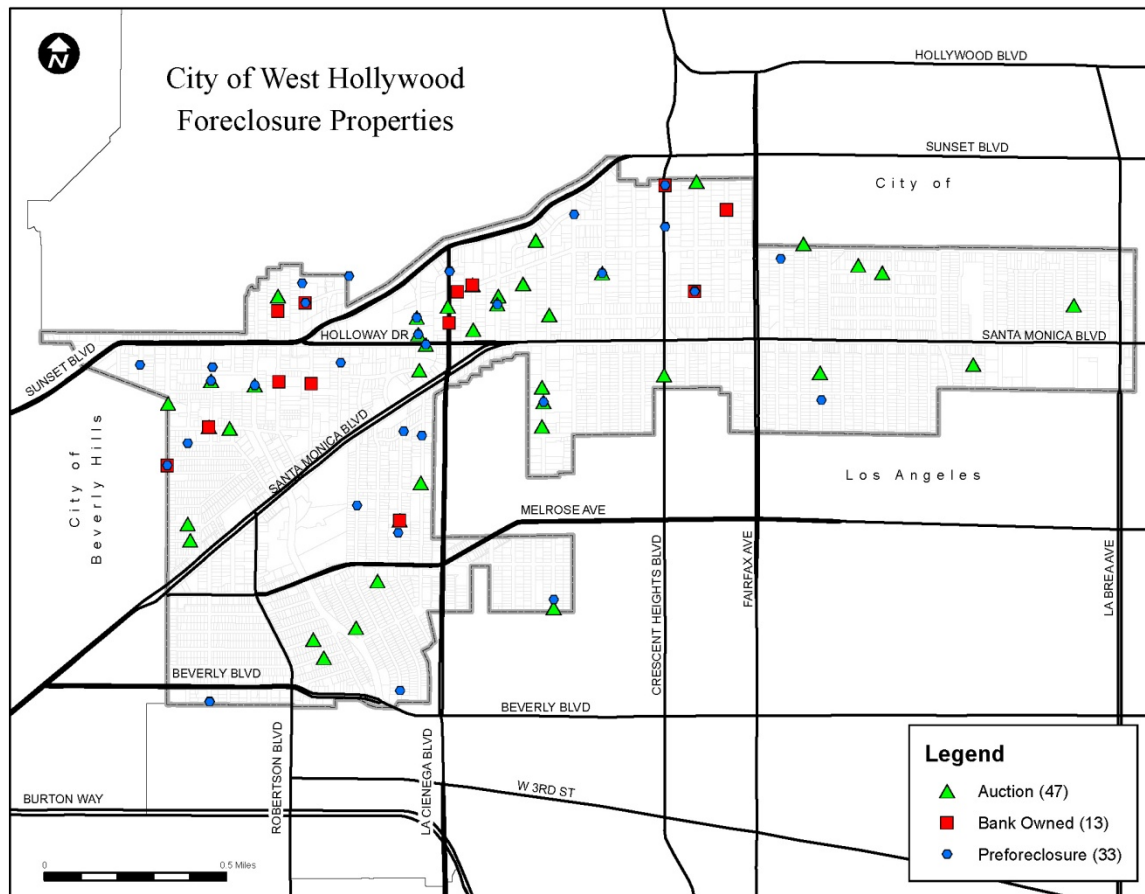 N
City of West Hollywood
Foreclosure Properties
HOLLYWOOD BLVD
SUNSET BLVD
City of
HOLLOWAY DR
SANTA MONICA BLVD
SUNSET BLVD
SANTA MONICA BLVD
City of
Beverly Hills
Los Angeles
MELROSE AVE
CRESCENT HEIGHTS BLVD
FAIRFAX AVE
LA BREA AVE
BEVERLY BLVD
BEVERLY BLVD
ROBERTSON BLVD
LA CIENEGA BLVD
W 3RD ST
BURTON WAY
Legend
Auction (47)
Bank Owned (13)
Preforeclosure (33)
0 0.5 Miles